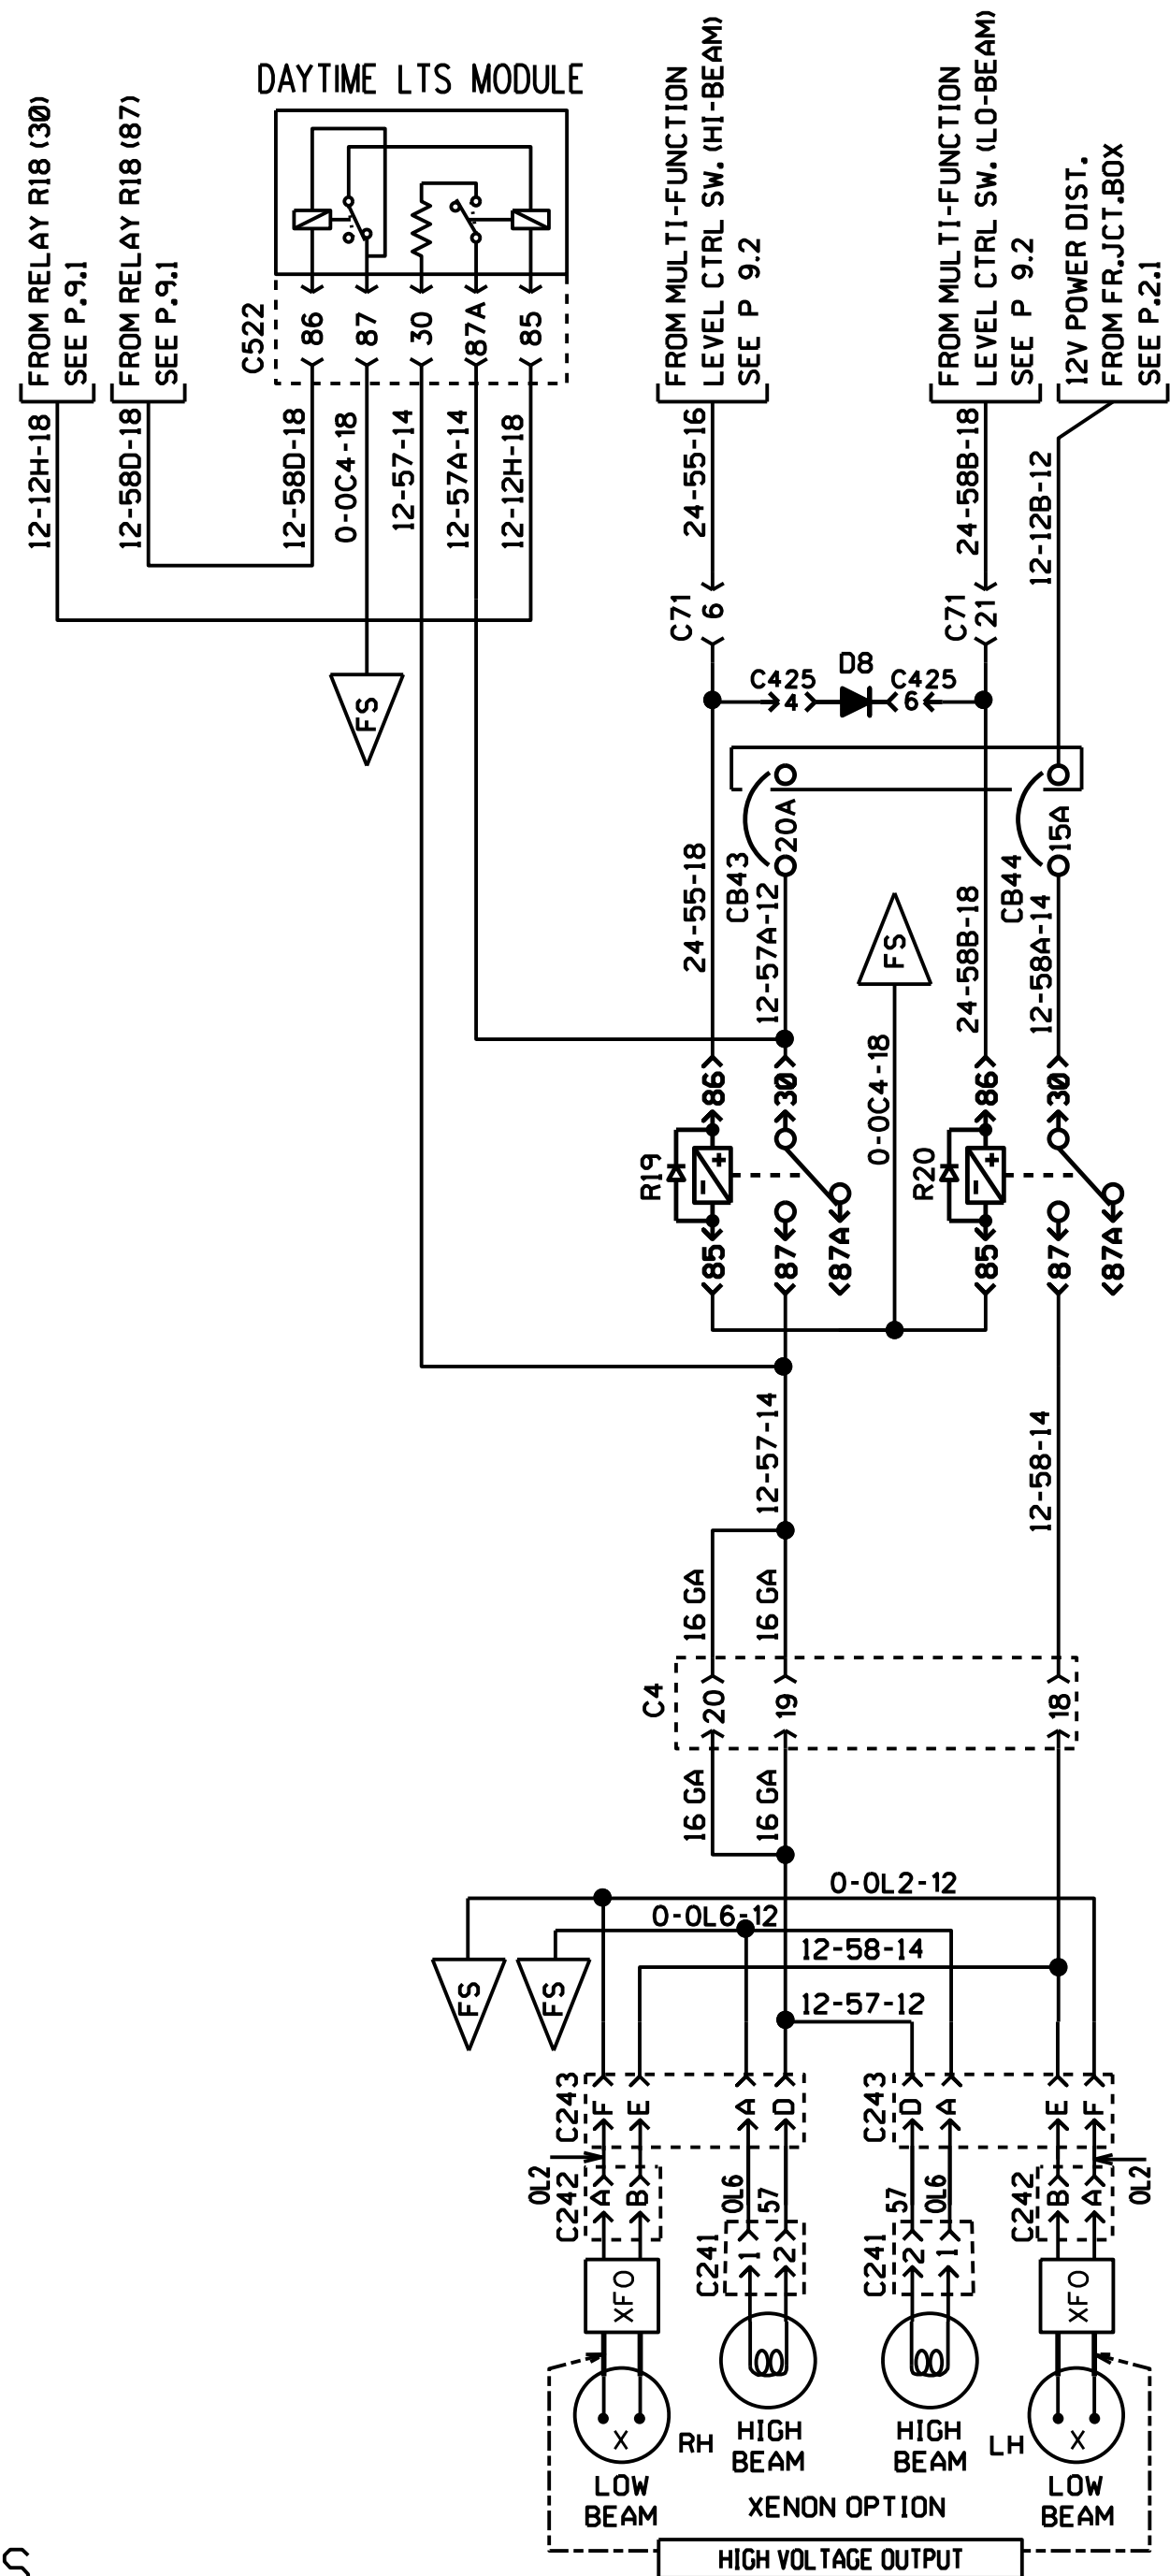 DAYTIME LTS MODULE
FROM RELAY R18 (30)
SEE P.9.1
FROM RELAY R18 (87)
SEE P.9.1
FROM MULTI-FUNCTION
LEVEL CTRL SW. (HI-BEAM)
SEE P 9.2
FROM MULTI-FUNCTION
LEVEL CTRL SW. (LO-BEAM)
SEE P 9.2
12V POWER DIST.
FROM FR.JCT.BOX
SEE P.2.1
C522
86
87
30
87A
85
12-12H-18
12-58D-18
12-58D-18
0-0C4-18
12-57-14
12-57A-14
12-12H-18
24-55-16
24-58B-18
12-12B-12
C71
6
C71
21
FS
C425
4
D8
C425
6
20A
15A
CB43
CB44
24-55-18
12-57A-12
FS
24-58B-18
12-58A-14
0-0C4-18
86
30
86
30
R19
- +
R20
- +
85
87
87A
85
87
87A
12-57-14
12-58-14
16 GA
16 GA
C4
20
19
18
16 GA
16 GA
0-0L2-12
0-0L6-12
12-58-14
12-57-12
FS
FS
C243
F
E
A
D
C243
D
A
E
F
0L2
C242
A
B
0L6
57
57
0L6
C242
B
A
0L2
C241
1
2
C241
2
1
XFO
XFO
X
RH
HIGH
BEAM
HIGH
BEAM
LH
X
LOW
BEAM
LOW
BEAM
XENON OPTION
HIGH VOLTAGE OUTPUT